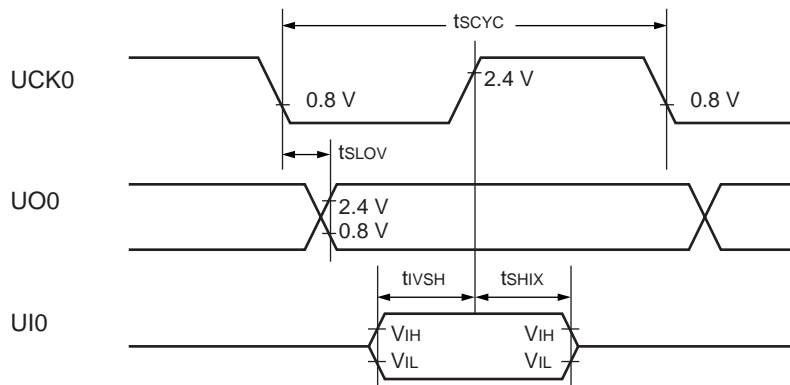 tSCYC
UCK0
2.4 V
0.8 V
0.8 V
tSLOV
UO0
2.4 V
0.8 V
tIVSH
tSHIX
UI0
VIH
VIH
VIL
VIL